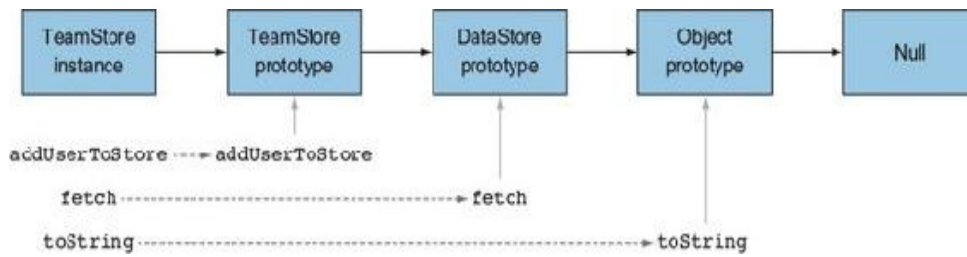 TeamStore
instance
TeamStore
prototype
DataStore
prototype
Object
prototype
Null
addUserToStore addUserToStore
fetch fetch
toString toString